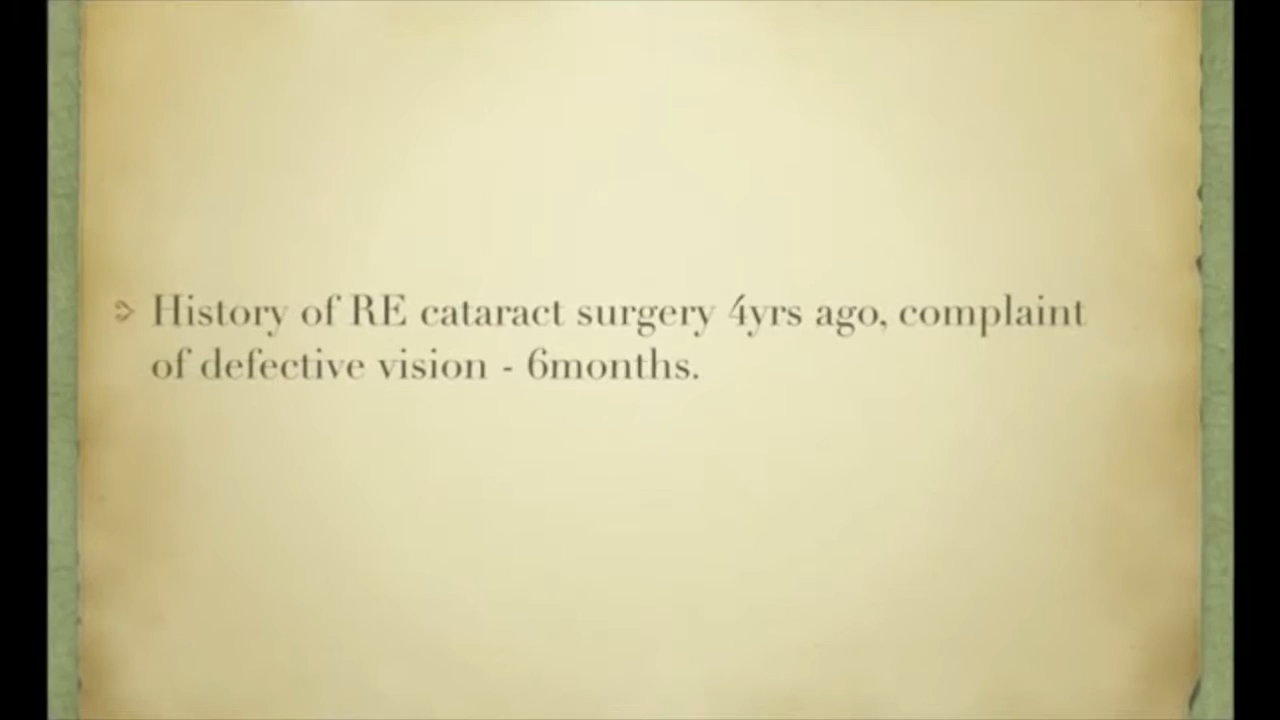 History of RE cataract surgery 4yrs ago, complaint
of defective vision - 6months.